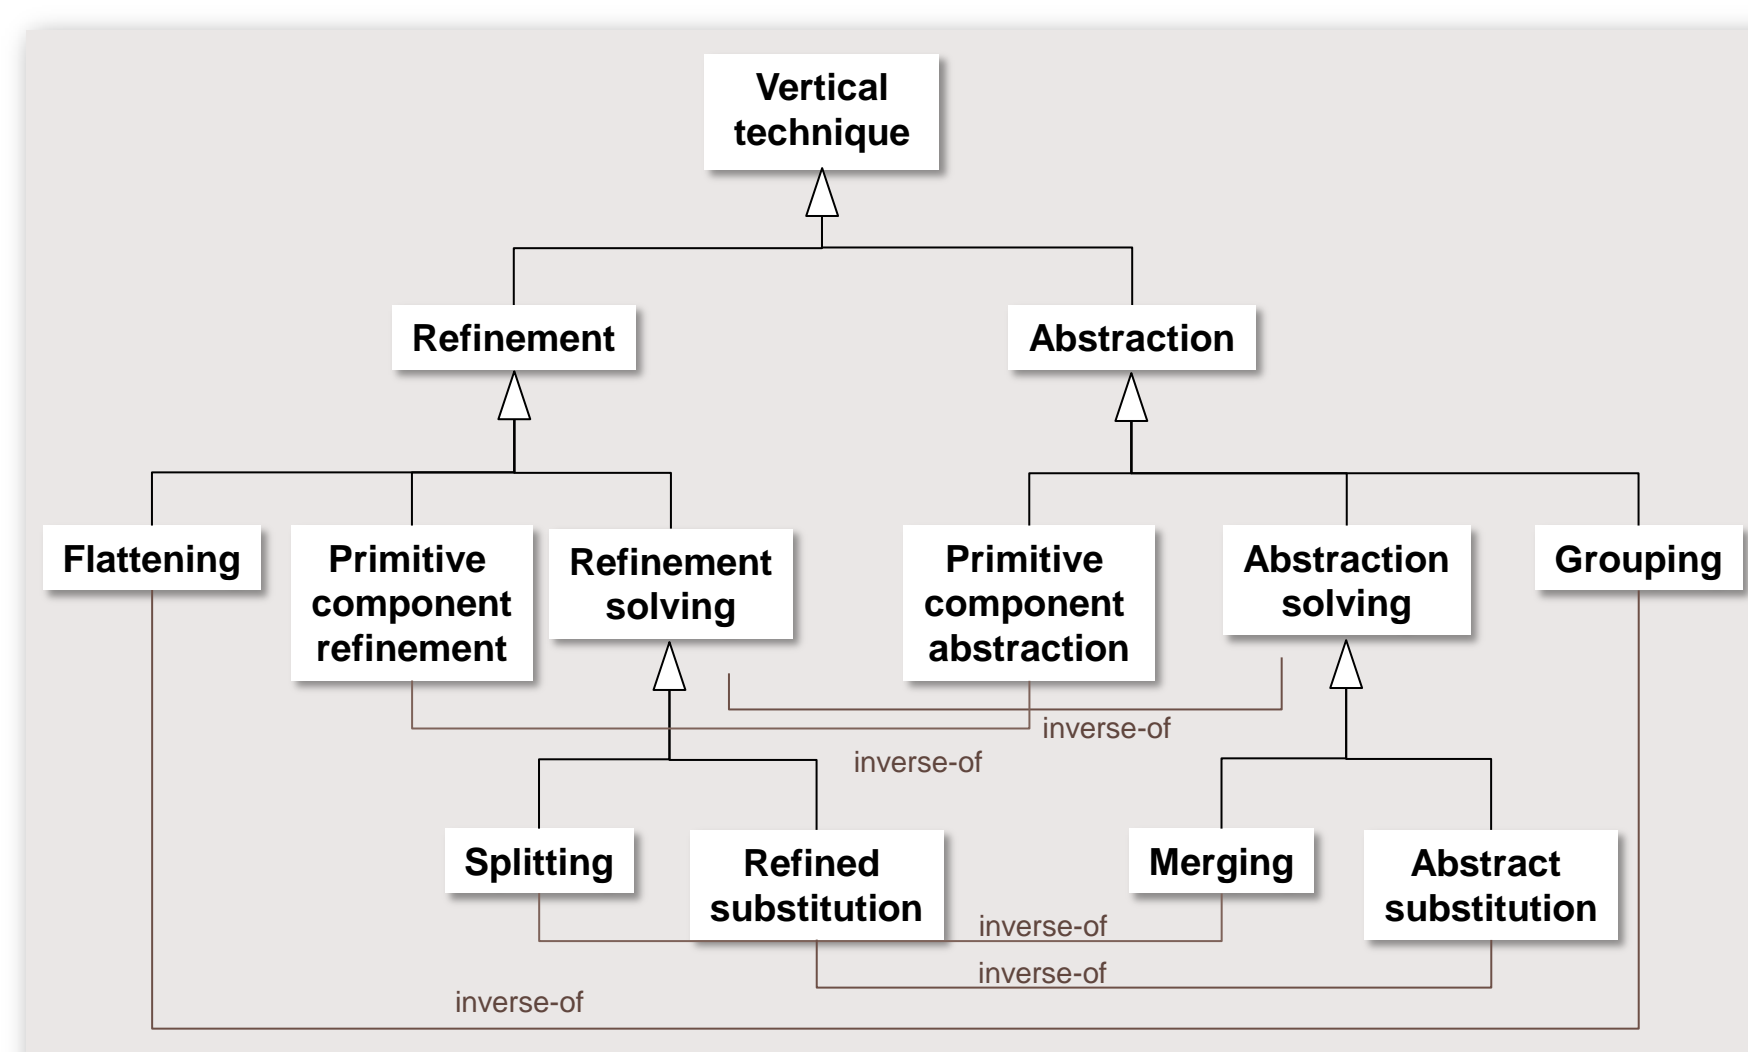 Vertical
technique
Refinement
Abstraction
Flattening
Primitive
component
refinement
Refinement
solving
Primitive
component
abstraction
Abstraction
solving
Grouping
inverse-of
inverse-of
Splitting
Refined
substitution
Merging
Abstract
substitution
inverse-of
inverse-of
inverse-of